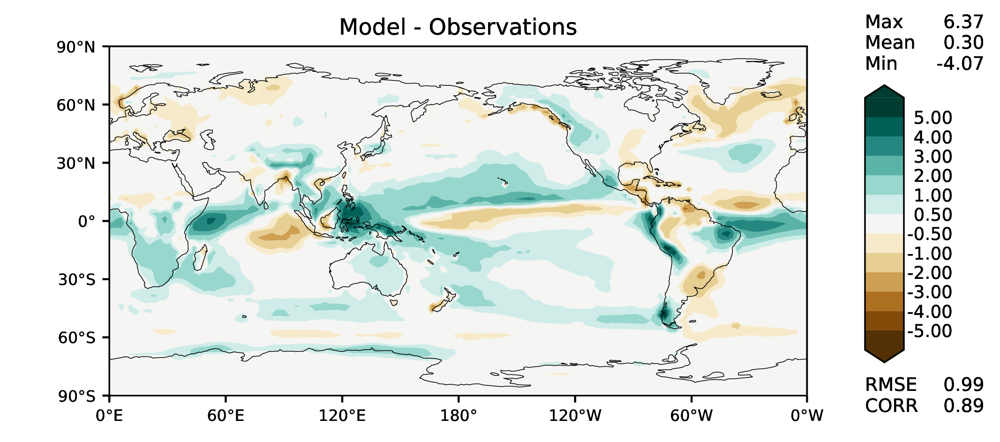 Model - Observations
Max 6.37
Mean 0.30
Min -4.07
90°N
60°N
30°N
0°
30°S
60°S
90°S
0°E 60°E 120°E 180° 120°W 60°W 0°W
5.00
4.00
3.00
2.00
1.00
0.50
-0.50
-1.00
-2.00
-3.00
-4.00
-5.00
RMSE 0.99
CORR 0.89